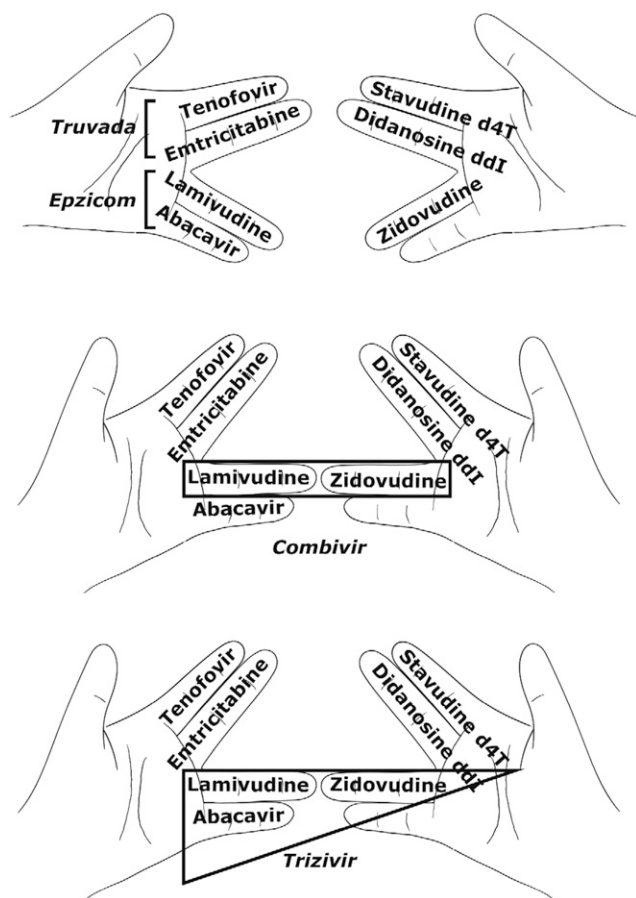 Tenofovir
Truvada
Emtricitabine
Epzicom
Lamivudine
Abacavir
Stavudine d4T
Didanosine ddI
Zidovudine
Tenofovir
Emtricitabine
Stavudine d4T
Didanosine ddI
Lamivudine
Zidovudine
Abacavir
Combivir
Tenofovir
Emtricitabine
Stavudine d4T
Didanosine ddI
Lamivudine
Zidovudine
Abacavir
Trizivir